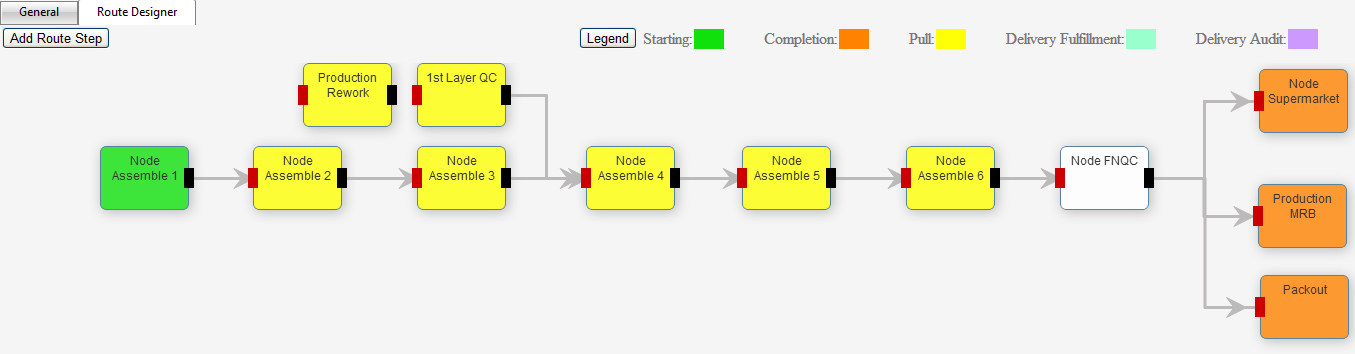 General
Route Designer
Add Route Step
Legend
Starting:
Completion:
Pull:
Delivery Fulfillment:
Delivery Audit:
Production
Rework
1st Layer QC
Node
Supermarket
Node
Assemble 1
Node
Assemble 2
Node
Assemble 3
Node
Assemble 4
Node
Assemble 5
Node
Assemble 6
Node FNQC
Production
MRB
Packout